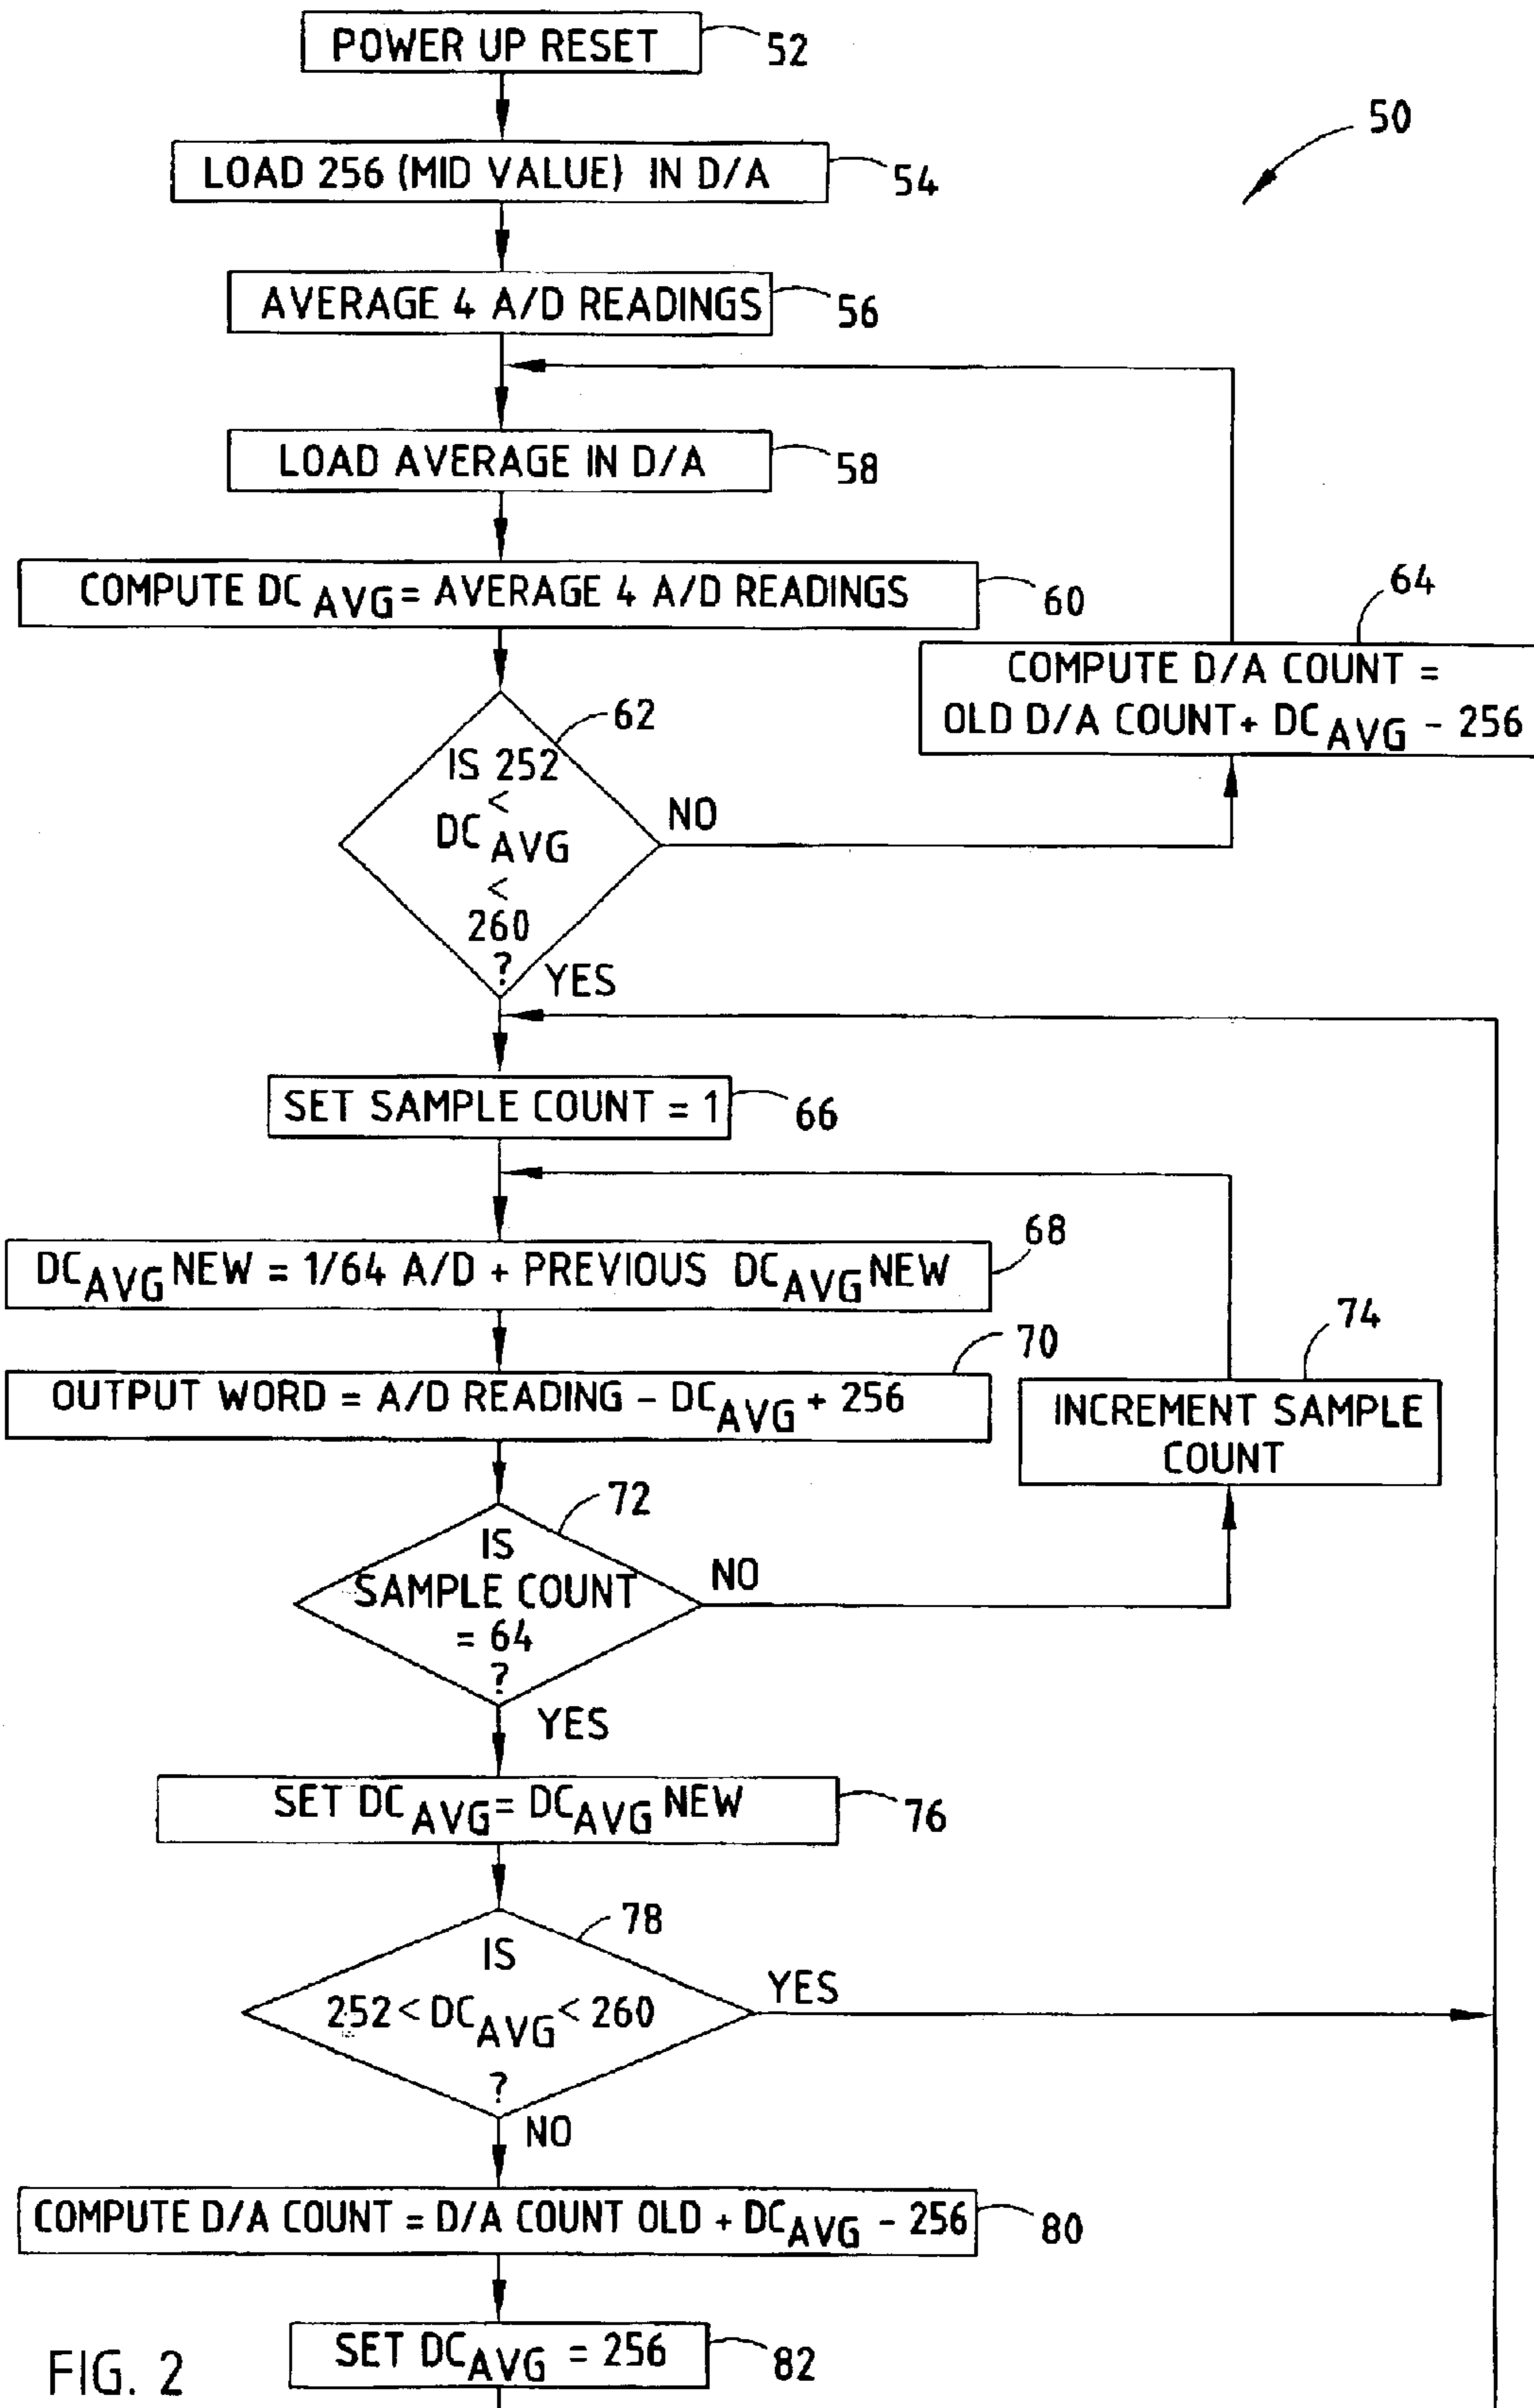 POWER UP RESET
52
50
LOAD 256 (MID VALUE) IN D/A
54
AVERAGE 4 A/D READINGS
56
LOAD AVERAGE IN D/A
58
COMPUTE DC AVG = AVERAGE 4 A/D READINGS
60
64
COMPUTE D/A COUNT =
OLD D/A COUNT + DC AVG - 256
62
IS 252
<
DC AVG
<
260
?
NO
YES
SET SAMPLE COUNT = 1
66
68
DC AVG NEW = 1/64 A/D + PREVIOUS DC AVG NEW
70
OUTPUT WORD = A/D READING - DC AVG + 256
74
INCREMENT SAMPLE
COUNT
72
IS
SAMPLE COUNT
= 64
?
NO
YES
SET DC AVG = DC AVG NEW
76
78
IS
252 < DC AVG < 260
?
YES
NO
COMPUTE D/A COUNT = D/A COUNT OLD + DC AVG - 256
80
SET DC AVG = 256
82
FIG. 2